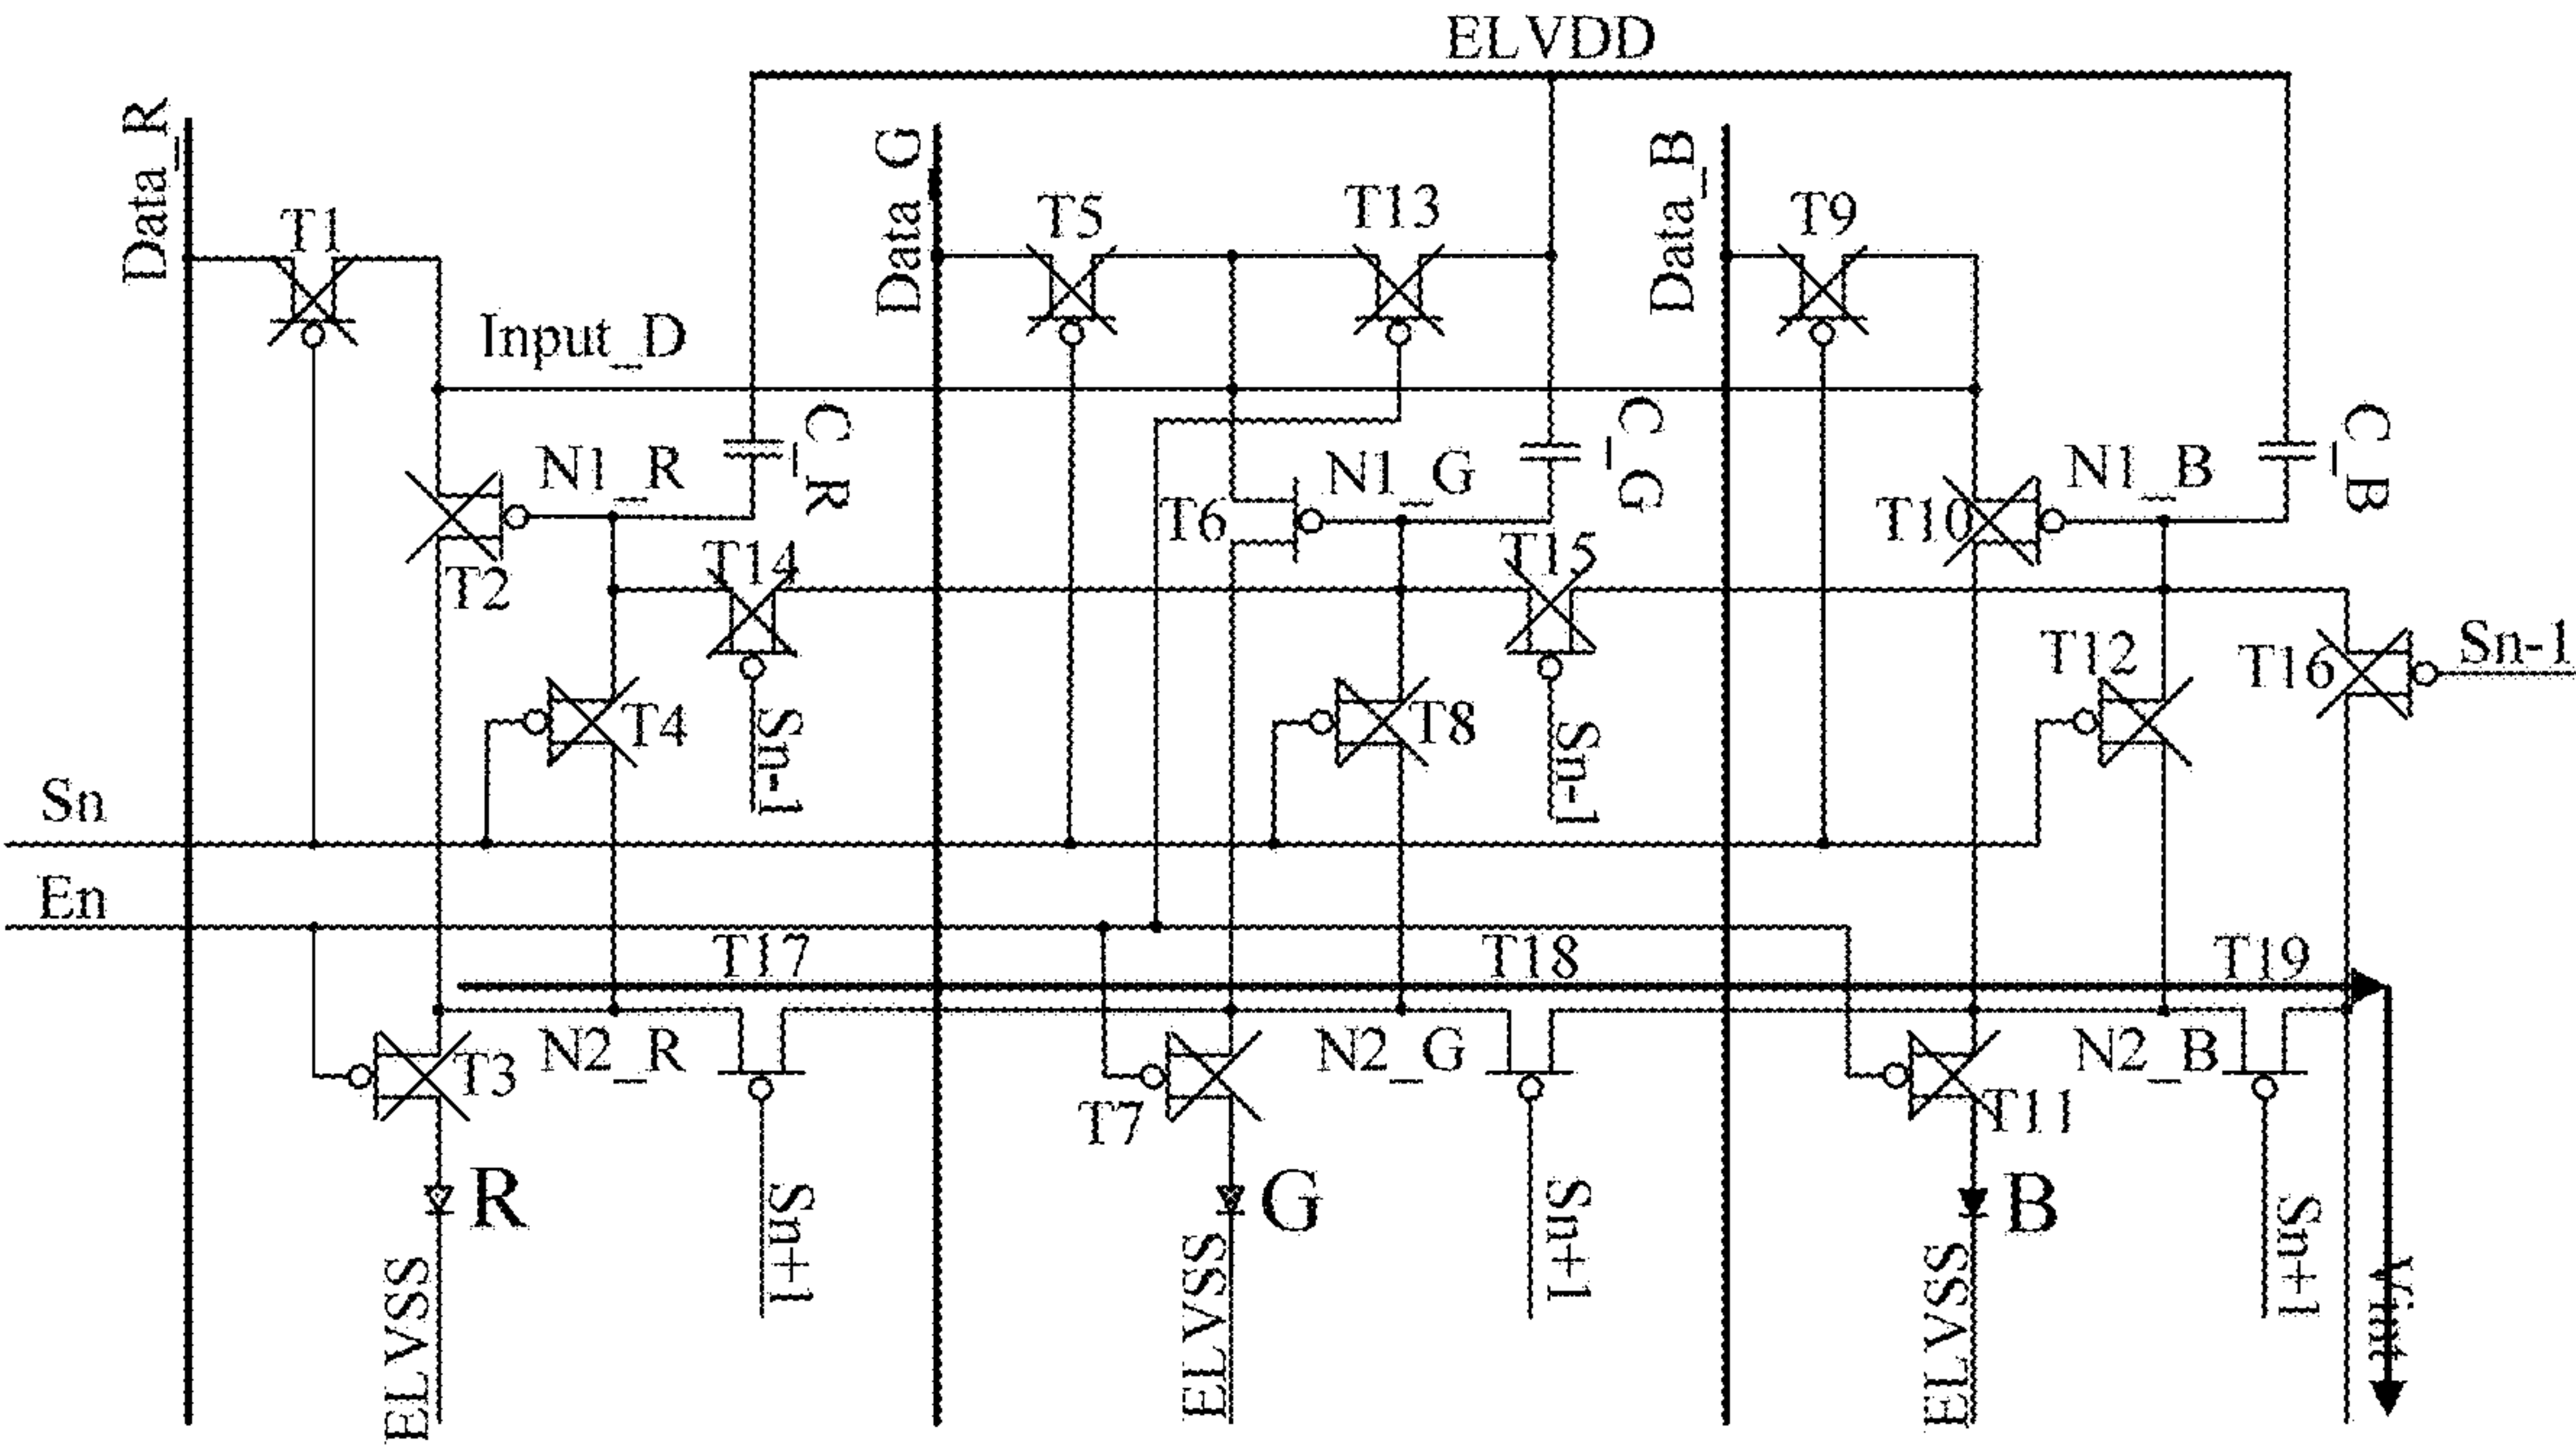 ELVDD
Data_R
Data_G
Data_B
T1
T5
T13
T9
Input_D
C_R
C_G
C_B
N1_R
N1_G
N1_B
T2
T14
T6
T15
T10
T12
T16
Sn-1
T4
Sn-1
T8
Sn-1
Sn
En
T17
T18
T19
T3
N2_R
T7
N2_G
T11
N2_B
R
G
B
Sn+1
Sn+1
Sn+1
ELVSS
ELVSS
ELVSS